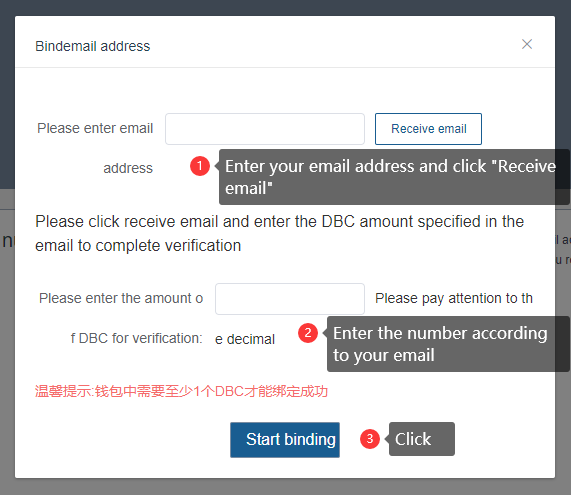 Bindemail address
Please enter email
address
Receive email
1
Enter your email address and click "Receive
email"
Please click receive email and enter the DBC amount specified in the
email to complete verification
Please enter the amount o
f DBC for verification:
Please pay attention to th
e decimal
2
Enter the number according
to your email
温馨提示:钱包中需要至少1个DBC才能绑定成功
Start binding
3
Click